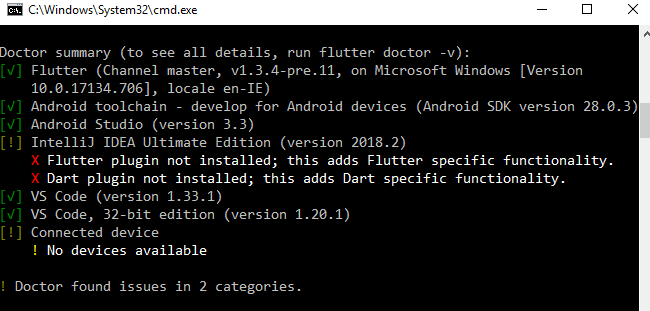 C:\Windows\System32\cmd.exe
Doctor summary (to see all details, run flutter doctor -v):
[√] Flutter (Channel master, v1.3.4-pre.11, on Microsoft Windows [Version
10.0.17134.706], locale en-IE)
[√] Android toolchain - develop for Android devices (Android SDK version 28.0.3)
[√] Android Studio (version 3.3)
[!] IntelliJ IDEA Ultimate Edition (version 2018.2)
X Flutter plugin not installed; this adds Flutter specific functionality.
X Dart plugin not installed; this adds Dart specific functionality.
[√] VS Code (version 1.33.1)
[√] VS Code, 32-bit edition (version 1.20.1)
[!] Connected device
! No devices available
! Doctor found issues in 2 categories.